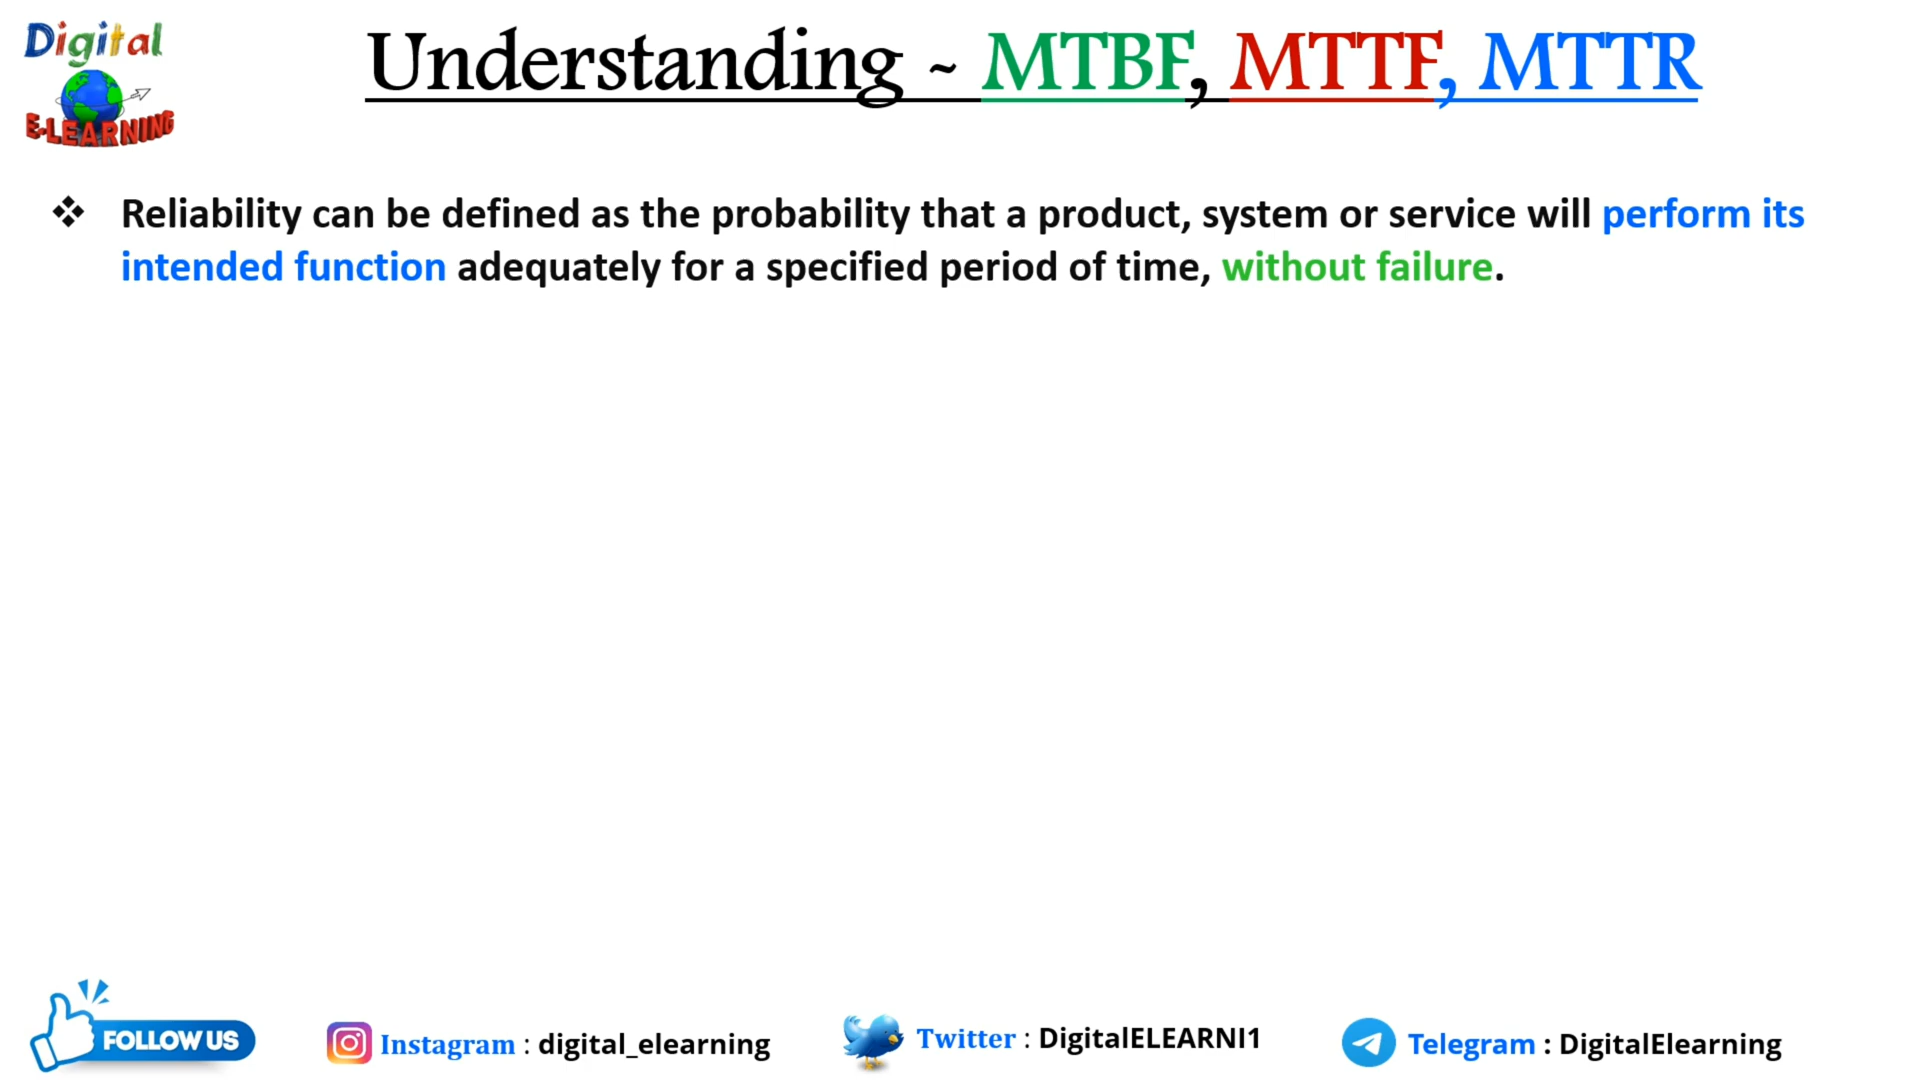 Digital
E-LEARNING
Understanding ~ MTBF, MTTF, MTTR
❖ Reliability can be defined as the probability that a product, system or service will perform its
intended function adequately for a specified period of time, without failure.
FOLLOW US
Instagram : digital_elearning
Twitter : DigitalELEARNI1
Telegram : DigitalElearning